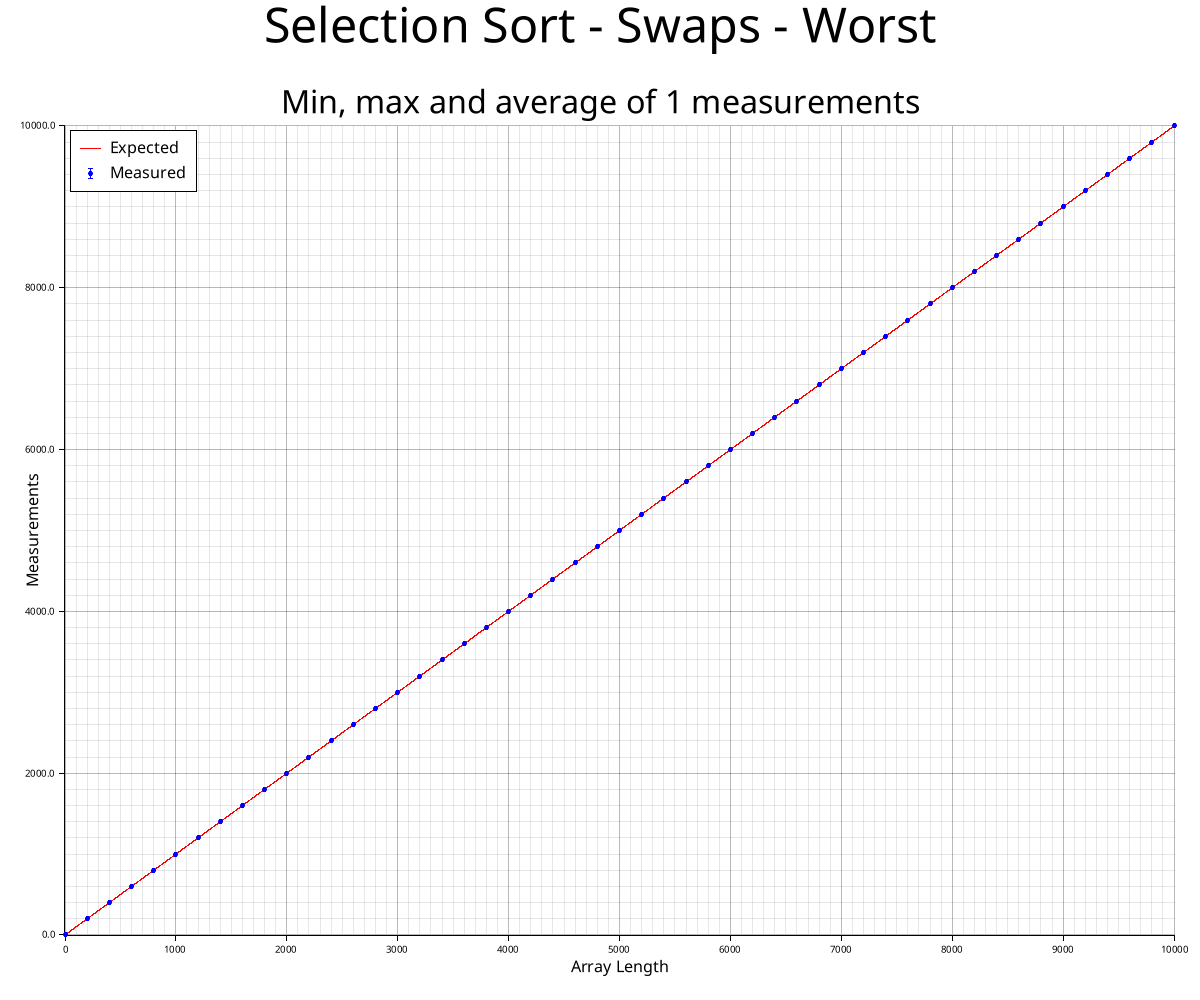 Selection Sort - Swaps - Worst
Min, max and average of 1 measurements
10000.0
Expected
Measured
8000.0
6000.0
Measurements
4000.0
2000.0
0.0
0 1000 2000 3000 4000 5000 6000 7000 8000 9000 10000
Array Length